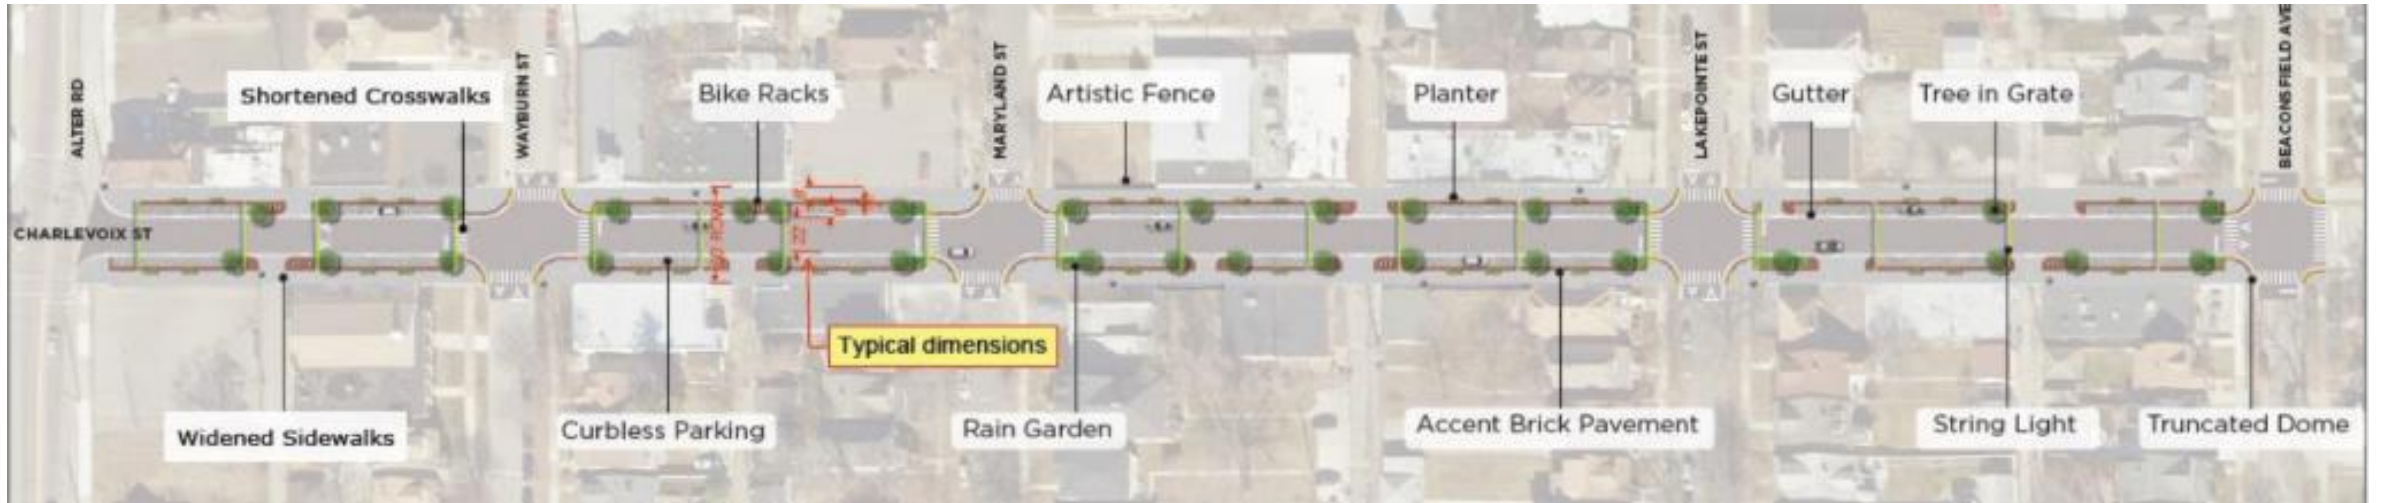 ALTER RD
WAYBURN ST
MARYLAND ST
LAKEPOINTE ST
BEACONSFIELD AVE
Shortened Crosswalks
Bike Racks
Artistic Fence
Planter
Gutter
Tree in Grate
CHARLEVOIX ST
Typical dimensions
Widened Sidewalks
Curbless Parking
Rain Garden
Accent Brick Pavement
String Light
Truncated Dome